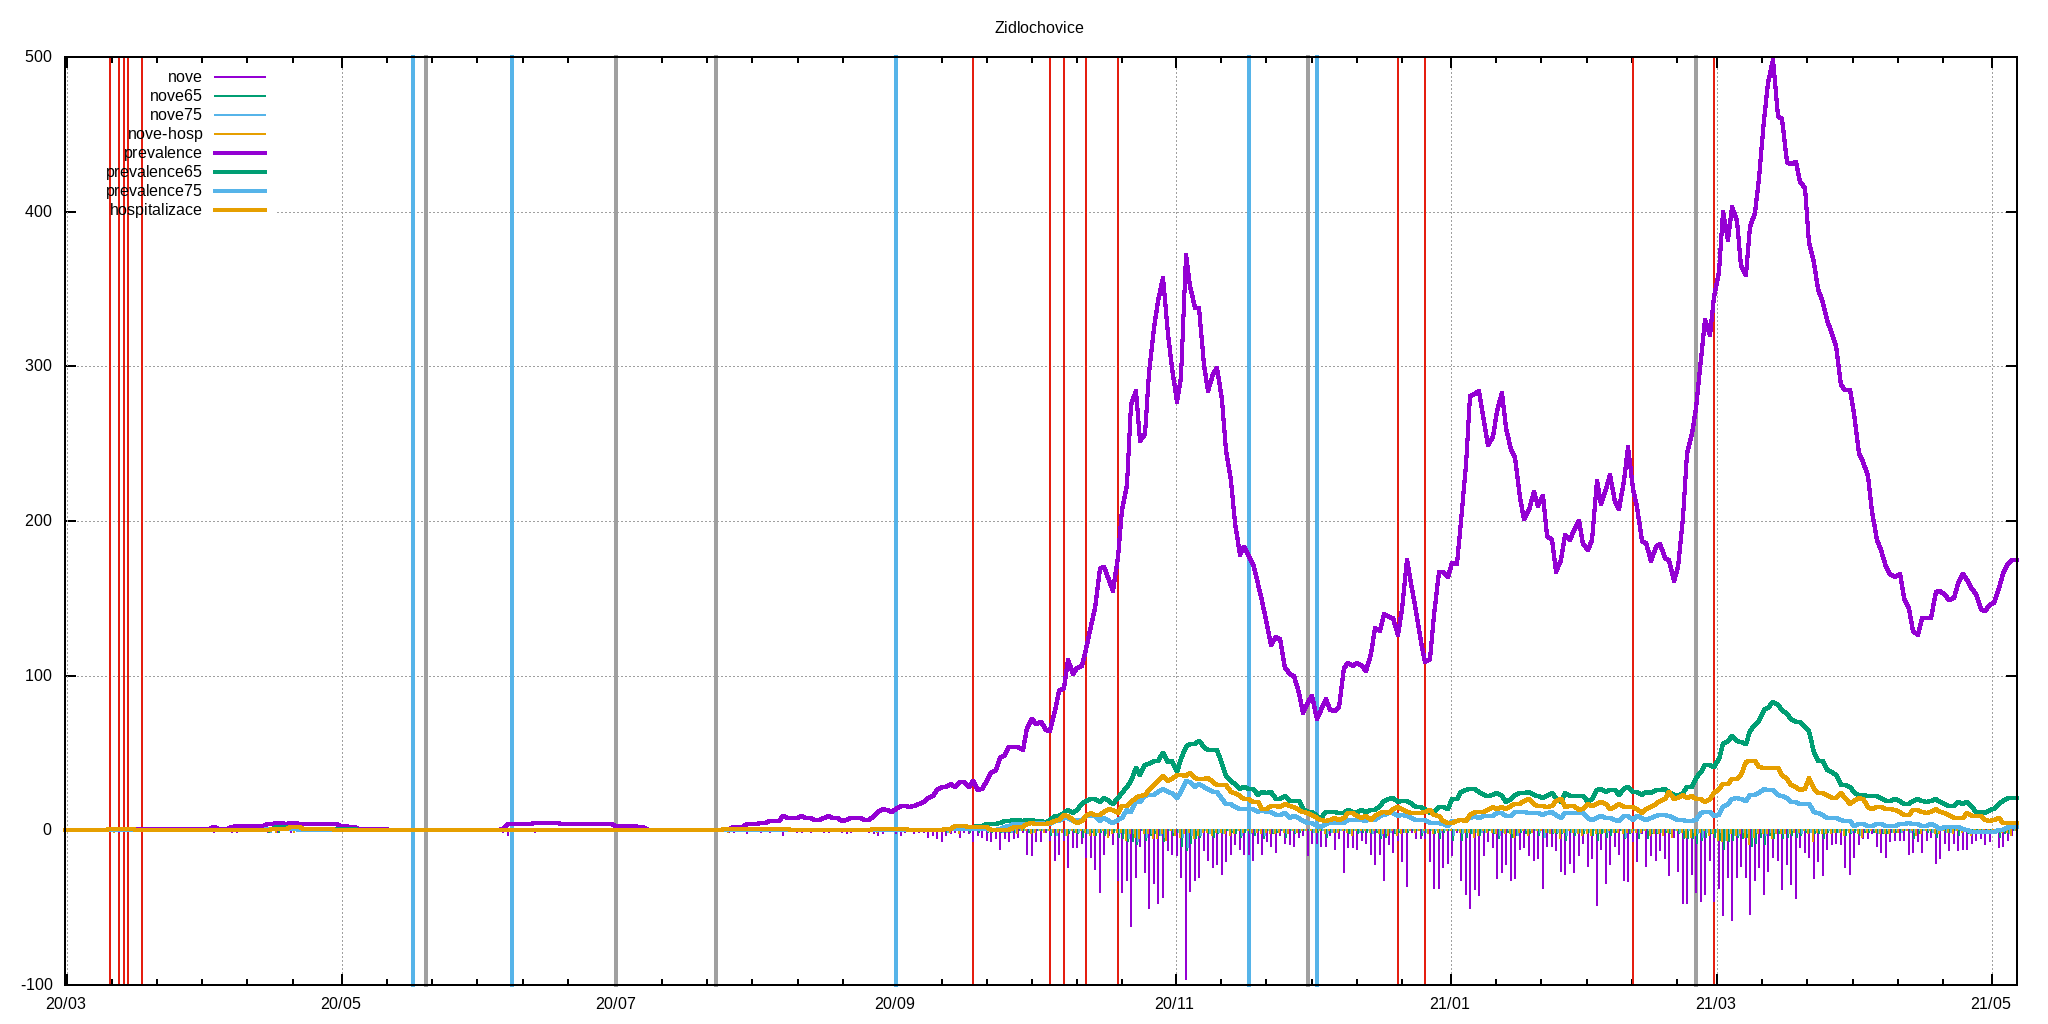 Zidlochovice
500
400
300
200
100
0
-100
nove
nove65
nove75
nove-hosp
prevalence
prevalence65
prevalence75
hospitalizace
20/03 20/05 20/07 20/09 20/11 21/01 21/03 21/05